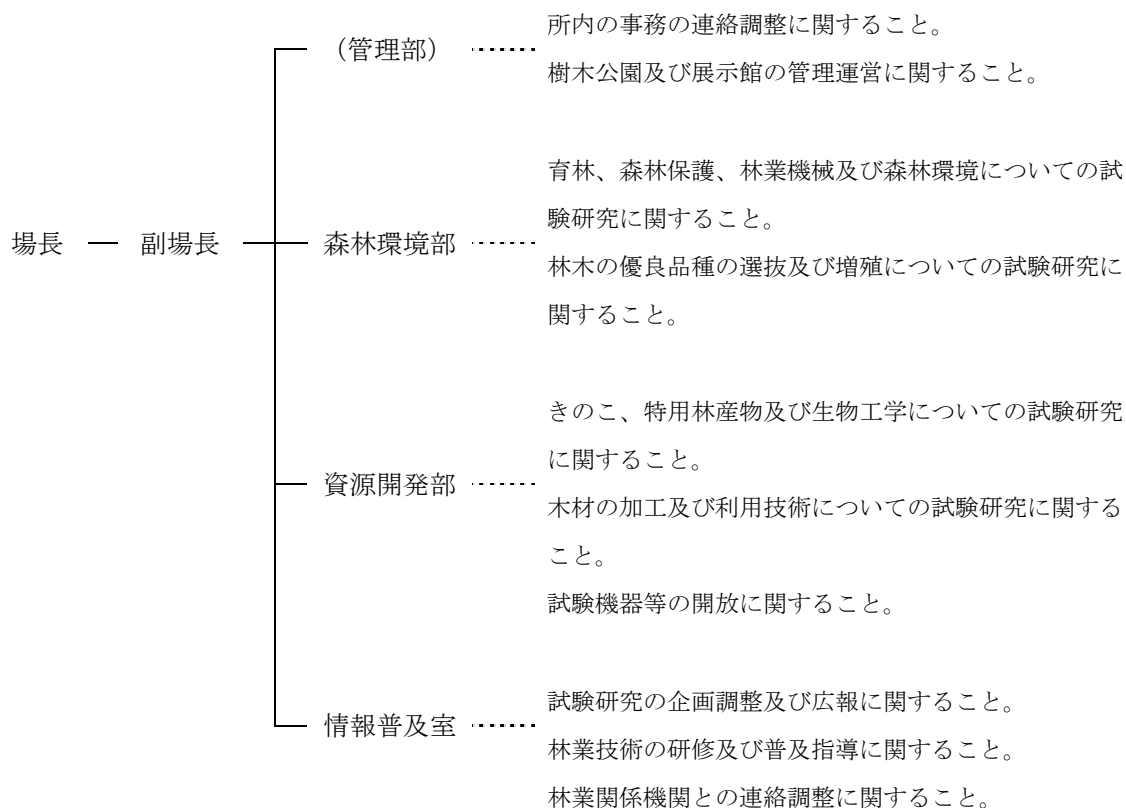 所内の事務の連絡調整に関すること。
(管理部)
樹木公園及び展示館の管理運営に関すること。
育林、森林保護、林業機械及び森林環境についての試
験研究に関すること。
場長
副場長
森林環境部
林木の優良品種の選抜及び増殖についての試験研究に
関すること。
きのこ、特用林産物及び生物工学についての試験研究
に関すること。
資源開発部
木材の加工及び利用技術についての試験研究に関する
こと。
試験機器等の開放に関すること。
試験研究の企画調整及び広報に関すること。
情報普及室
林業技術の研修及び普及指導に関すること。
林業関係機関との連絡調整に関すること。